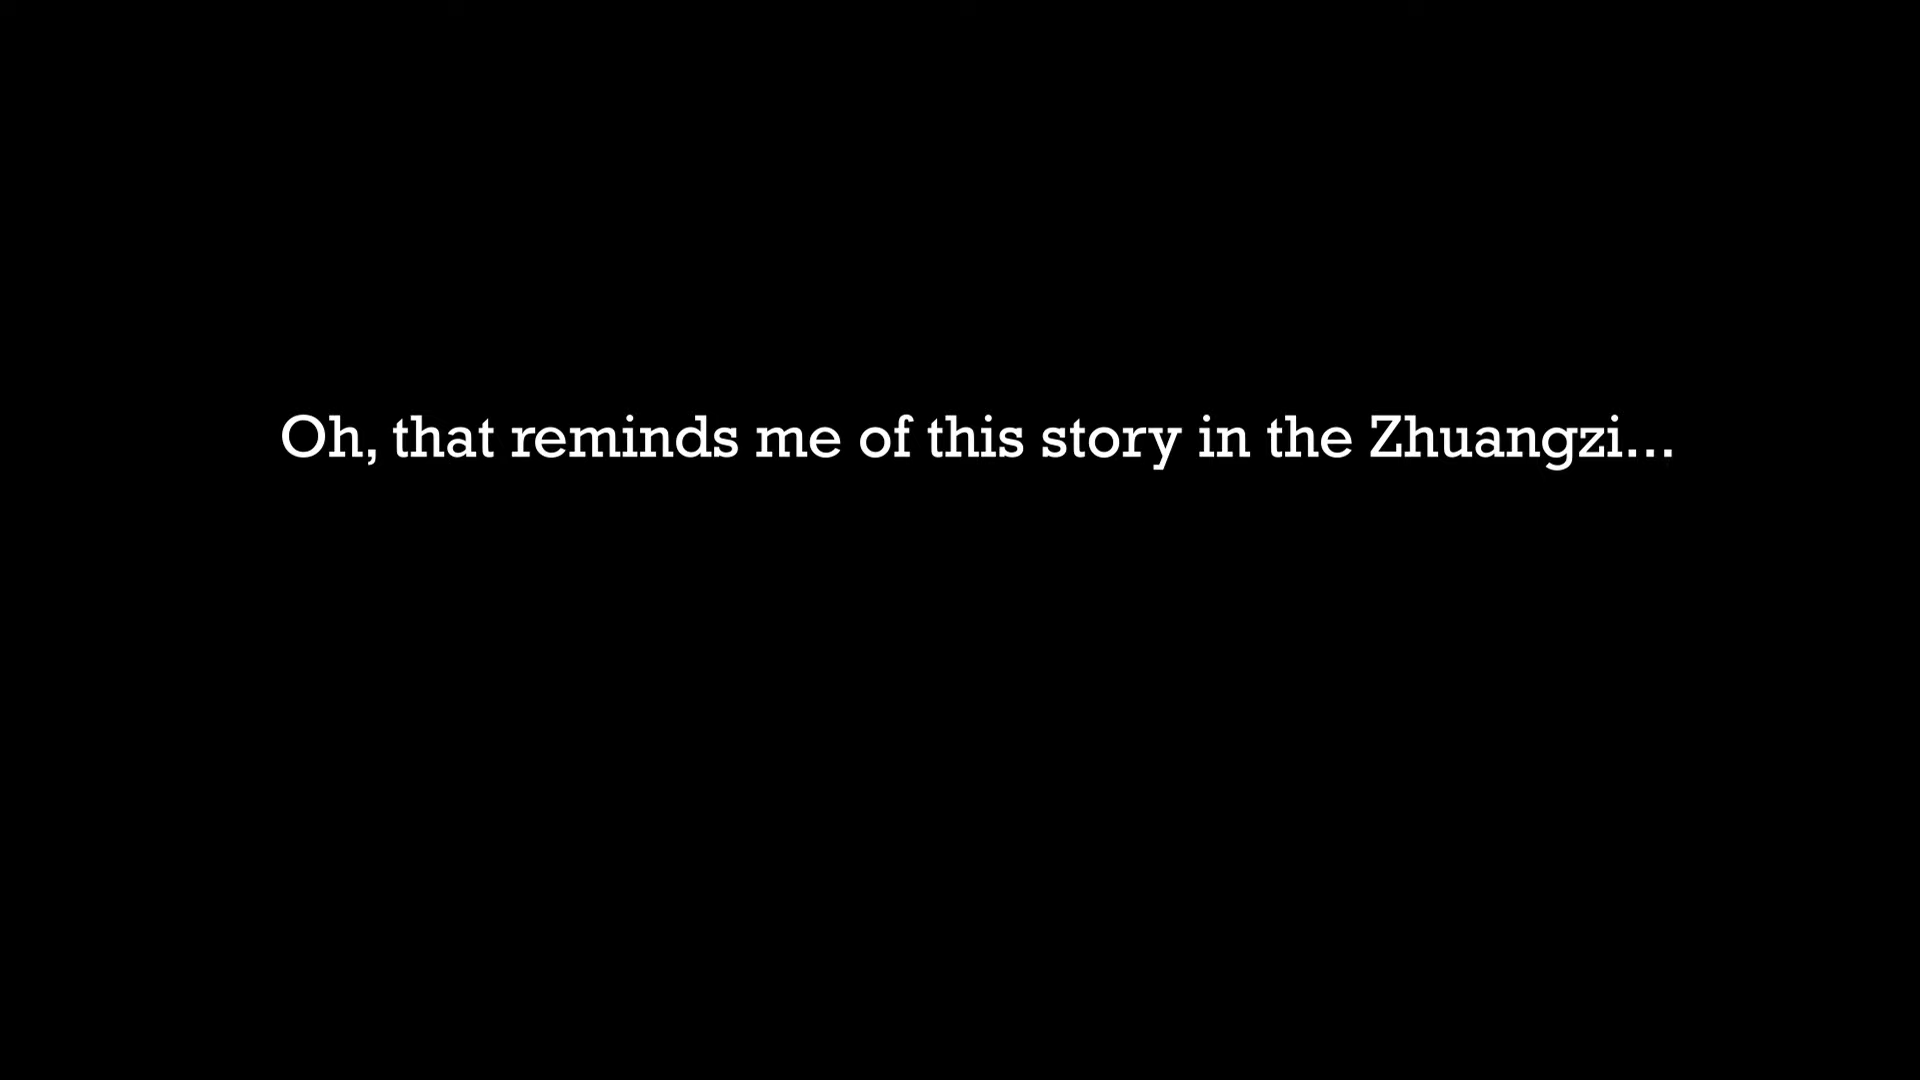 Oh, that reminds me of this story in the Zhuangzi...